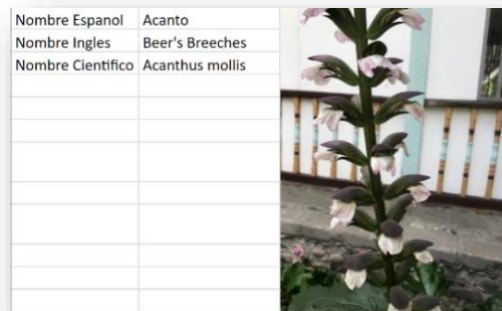 Nombre Espanol Acanto
Nombre Ingles Beer's Breeches
Nombre Cientifico Acanthus mollis